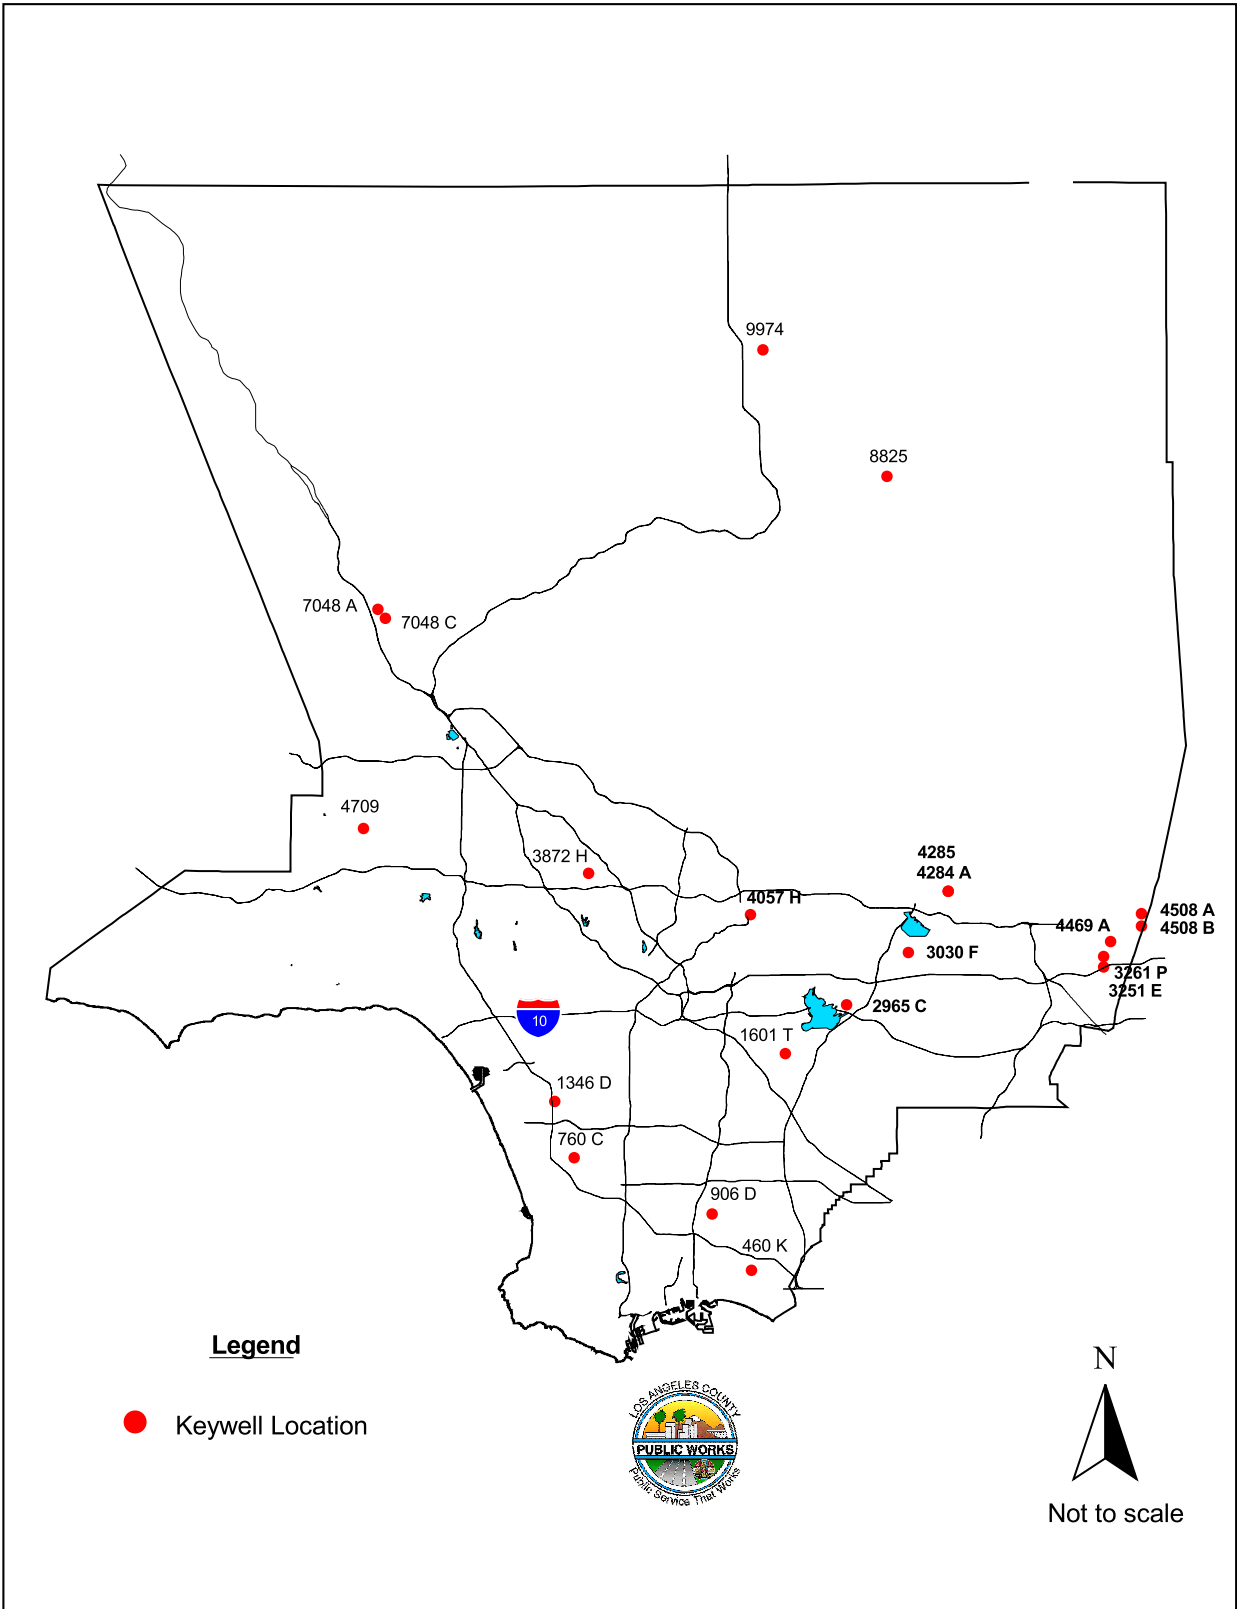 9974
8825
7048 A
7048 C
4709
3872 H
4285
4284 A
4057 H
4508 A
4469 A
4508 B
3030 F
3261 P
3251 E
2965 C
10
1601 T
1346 D
760 C
906 D
460 K
Legend
Keywell Location
LOS ANGELES COUNTY
PUBLIC WORKS
Public Service That Works
N
Not to scale